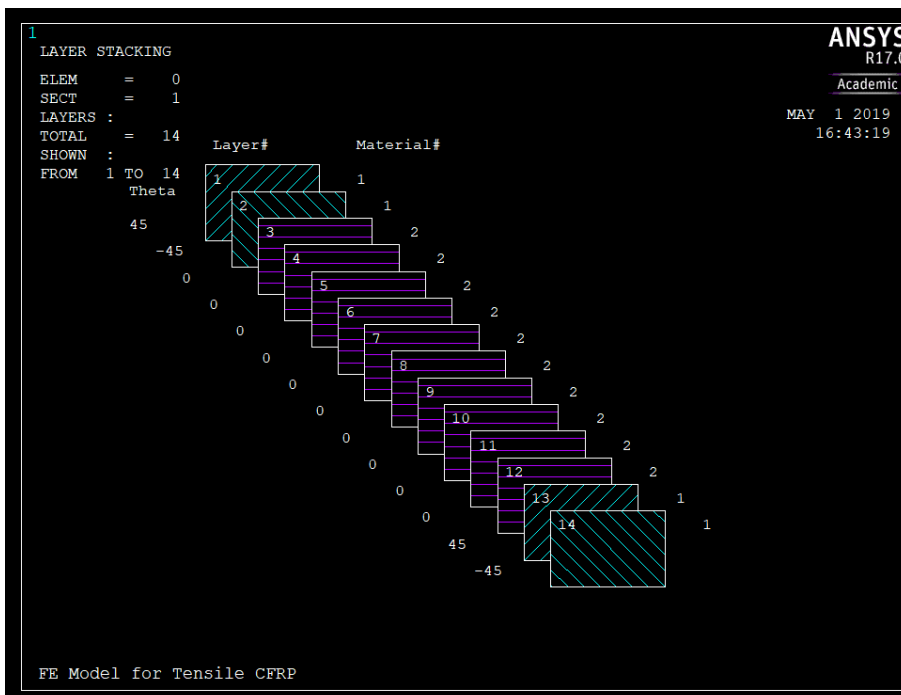 1
LAYER STACKING
ELEM = 0
SECT = 1
LAYERS :
TOTAL = 14
SHOWN :
FROM 1 TO 14
ANSYS
R17.0
Academic
MAY 1 2019
16:43:19
Theta Layer# Material#
45 1 1
-45 2 1
0 3 2
0 4 2
0 5 2
0 6 2
0 7 2
0 8 2
0 9 2
0 10 2
0 11 2
0 12 2
45 13 1
-45 14 1
FE Model for Tensile CFRP